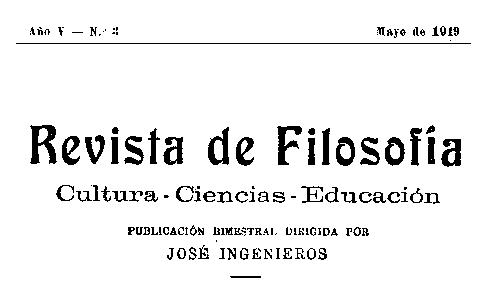 Año V — N.º 3
Mayo de 1919
Revista de Filosofía
Cultura - Ciencias - Educación
PUBLICACIÓN BIMESTRAL DIRIGIDA POR
JOSÉ INGENIEROS